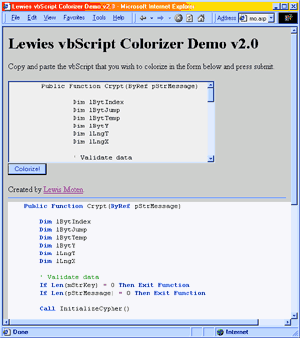 Lewies vbScript Colorizer Demo v2.0 - Microsoft Internet Explorer
File Edit View Favorites Tools Help
Address
mo.asp
Lewies vbScript Colorizer Demo v2.0
Copy and paste the vbScript that you wish to colorize in the form below and press submit.
Public Function Crypt(ByRef pStrMessage)
Dim lBytIndex
Dim lBytJump
Dim lBytTemp
Dim lBytY
Dim lLngT
Dim lLngX
' Validate data
Colorize!
Created by Lewis Moten
Public Function Crypt(ByRef pStrMessage)
Dim lBytIndex
Dim lBytJump
Dim lBytTemp
Dim lBytY
Dim lLngT
Dim lLngX
' Validate data
If Len(mStrKey) = 0 Then Exit Function
If Len(pStrMessage) = 0 Then Exit Function
Call InitializeCypher()
Done
Internet